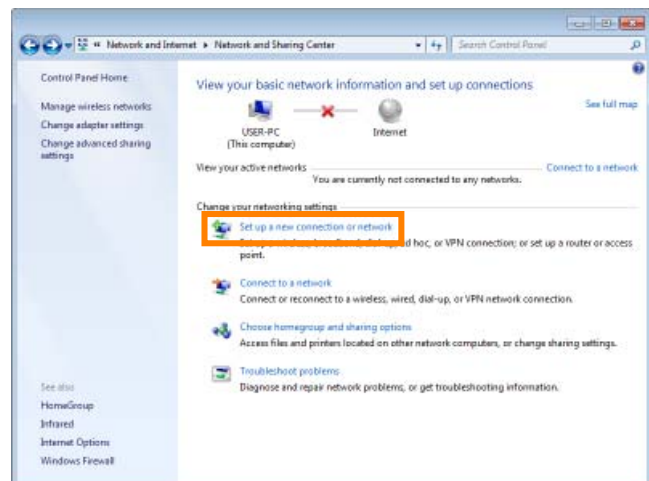 « Network and Internet ▸ Network and Sharing Center
Search Control Panel
Control Panel Home
Manage wireless networks
Change adapter settings
Change advanced sharing
settings
View your basic network information and set up connections
See full map
USER-PC
(This computer)
Internet
View your active networks
Connect to a network
You are currently not connected to any networks.
Change your networking settings
Set up a new connection or network
ad hoc, or VPN connection; or set up a router or access
point.
Connect to a network
Connect or reconnect to a wireless, wired, dial-up, or VPN network connection.
Choose homegroup and sharing options
Access files and printers located on other network computers, or change sharing settings.
Troubleshoot problems
Diagnose and repair network problems, or get troubleshooting information.
See also
HomeGroup
Infrared
Internet Options
Windows Firewall